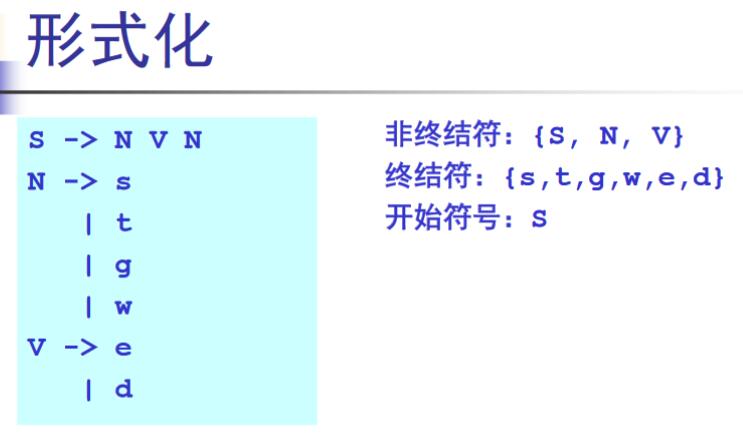 形式化
S -> N V N
N -> s
| t
| g
| w
V -> e
| d
非终结符：{S, N, V}
终结符：{s,t,g,w,e,d}
开始符号：S